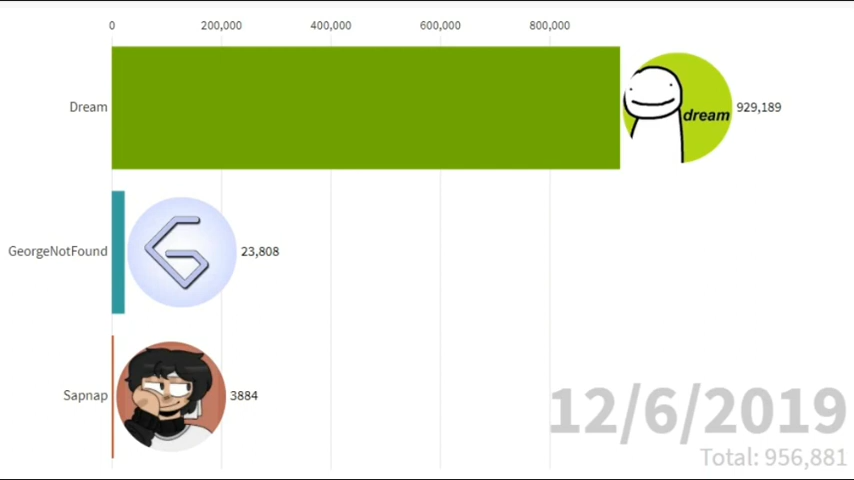 0 200,000 400,000 600,000 800,000
Dream dream 929,189
GeorgeNotFound 23,808
Sapnap 3884
12/6/2019
Total: 956,881